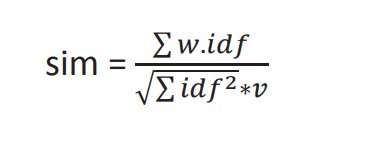 sim = ∑w.idf / √∑idf²*v